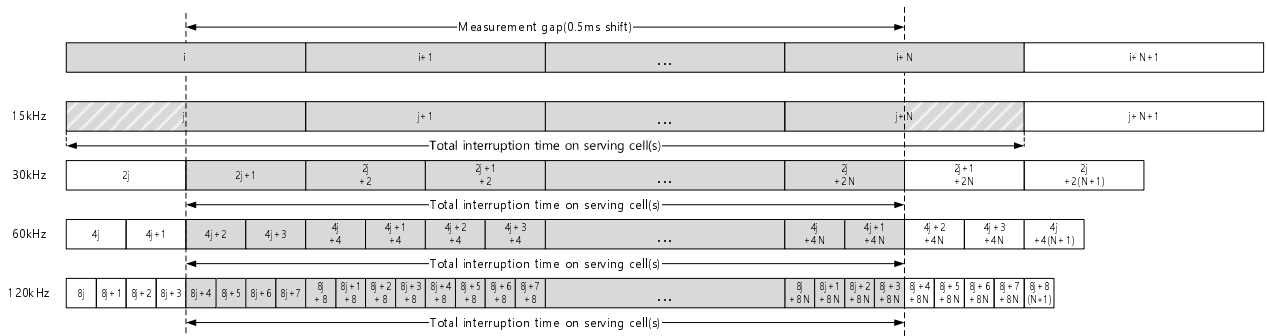 Measurement gap(0.5ms shift)
i i+1 ... i+N i+N+1
15kHz j j+1 ... j+N j+N+1
Total interruption time on serving cell(s)
30kHz 2j 2j+1 2j +2 2j+1 +2 ... 2j +2N 2j+1 +2N 2j +2(N+1)
Total interruption time on serving cell(s)
60kHz 4j 4j+1 4j+2 4j+3 4j +4 4j+1 +4 4j+2 +4 4j+3 +4 ... 4j +4N 4j+1 +4N 4j+2 +4N 4j+3 +4N 4j +4(N+1)
Total interruption time on serving cell(s)
120kHz 8j 8j+1 8j+2 8j+3 8j+4 8j+5 8j+6 8j+7 8j +8 8j+1 +8 8j+2 +8 8j+3 +8 8j+4 +8 8j+5 +8 8j+6 +8 8j+7 +8 ... 8j +8N 8j+1 +8N 8j+2 +8N 8j+3 +8N 8j+4 +8N 8j+5 +8N 8j+6 +8N 8j+7 +8N 8j+8 (N+1)
Total interruption time on serving cell(s)